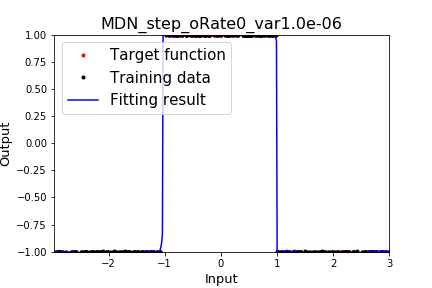 MDN_step_oRate0_var1.0e-06
1.00
0.75
0.50
0.25
0.00
−0.25
−0.50
−0.75
−1.00
Output
Target function
Training data
Fitting result
−2 −1 0 1 2 3
Input